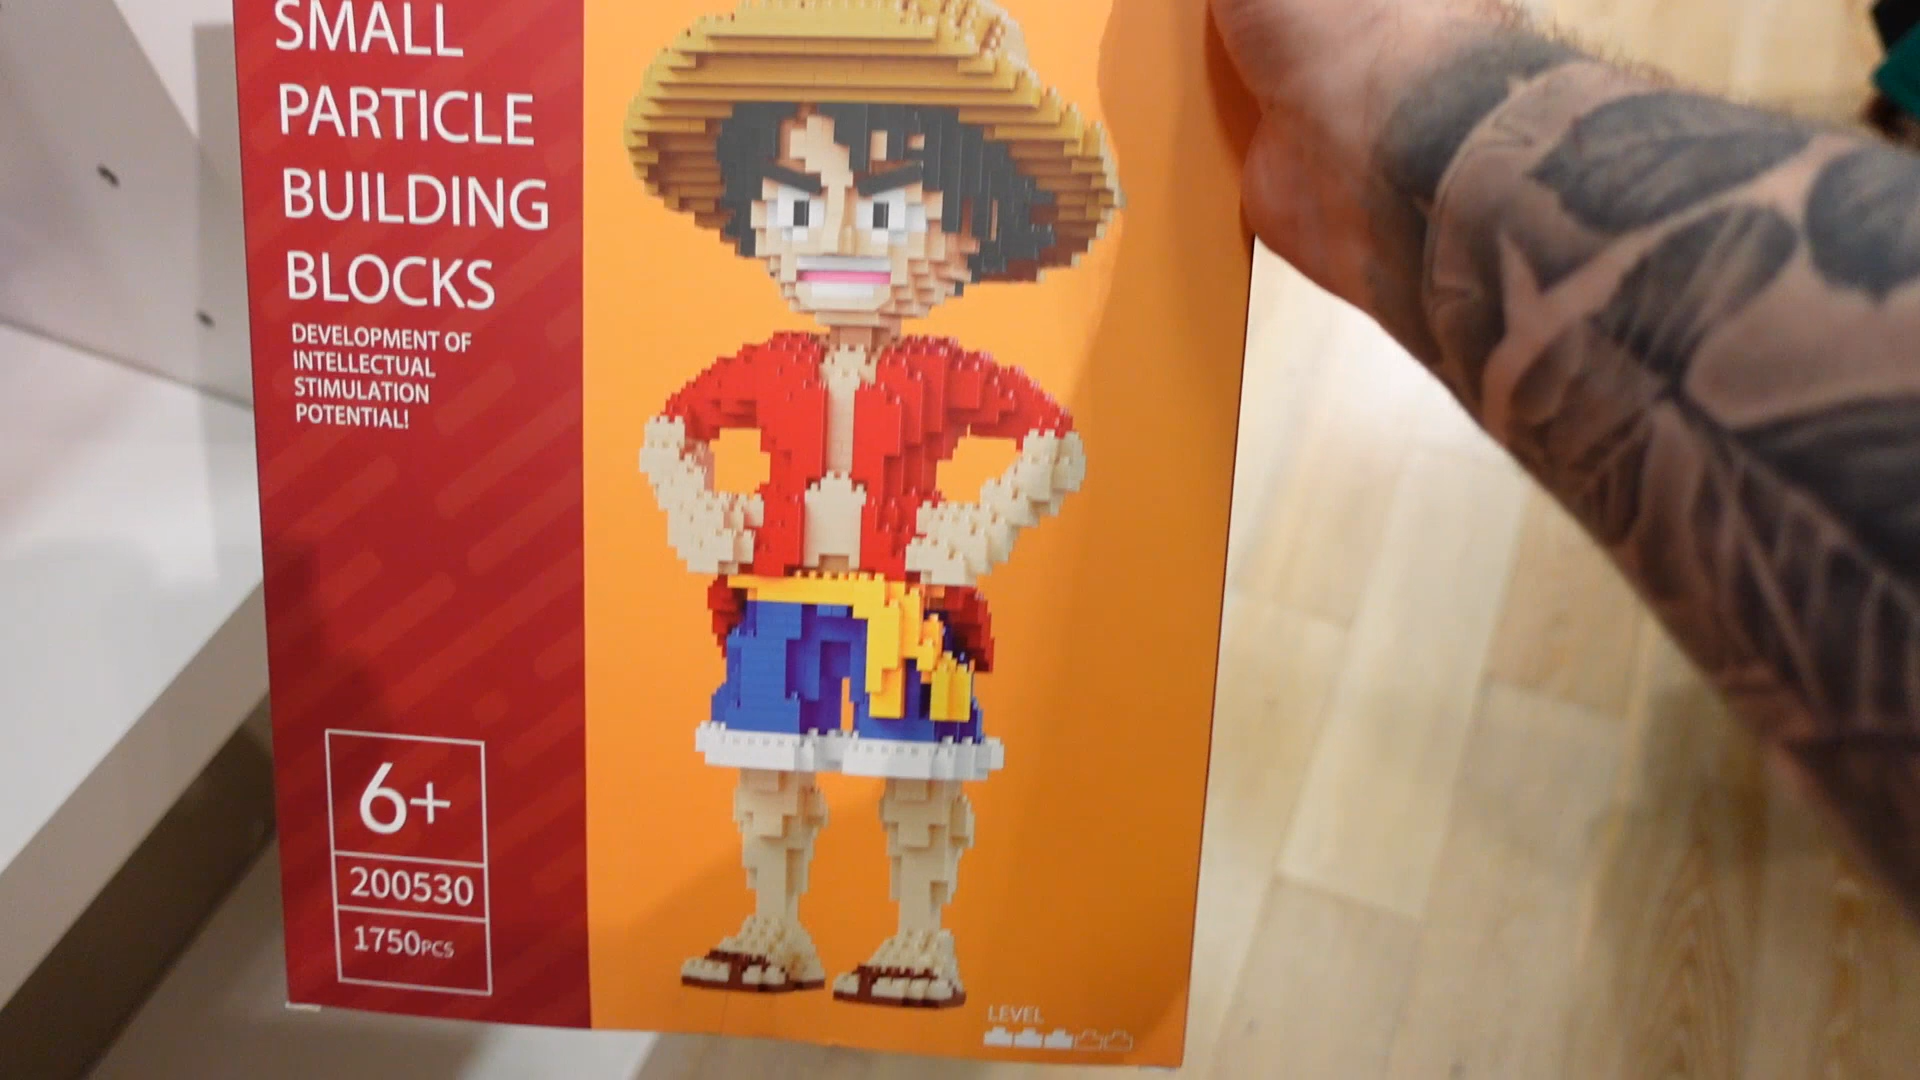 SMALL
PARTICLE
BUILDING
BLOCKS
DEVELOPMENT OF
INTELLECTUAL
STIMULATION
POTENTIAL!
6+
200530
1750PCS
LEVEL